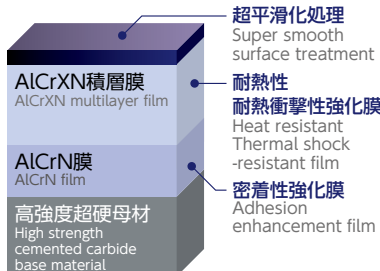 超平滑化処理
Super smooth
surface treatment
AlCrXN積層膜
AlCrXN multilayer film
耐熱性
耐熱衝撃性強化膜
Heat resistant
Thermal shock
-resistant film
AlCrN膜
AlCrN film
密着性強化膜
Adhesion
enhancement film
高強度超硬母材
High strength
cemented carbide
base material